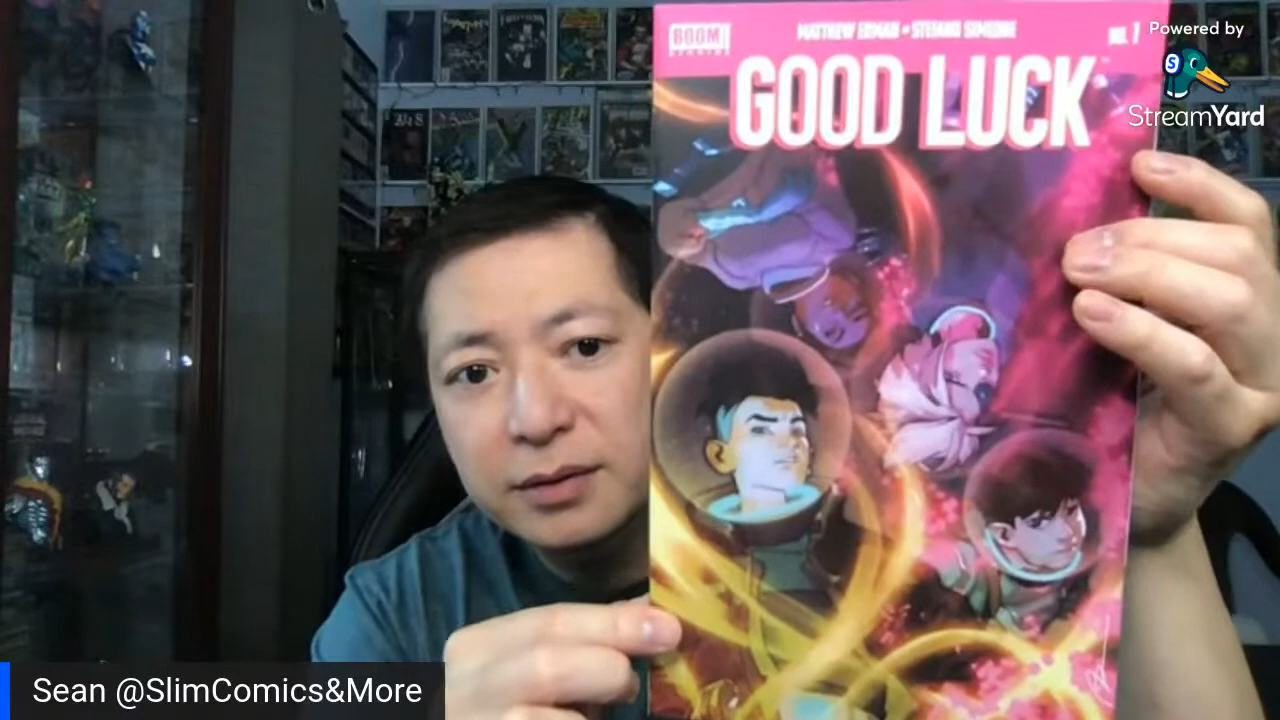 BOOM!
STUDIOS
MATTHEW ERMAN • STEFANO SIMEONE
NO. 1
GOOD LUCK
Powered by
StreamYard
Sean @SlimComics&More